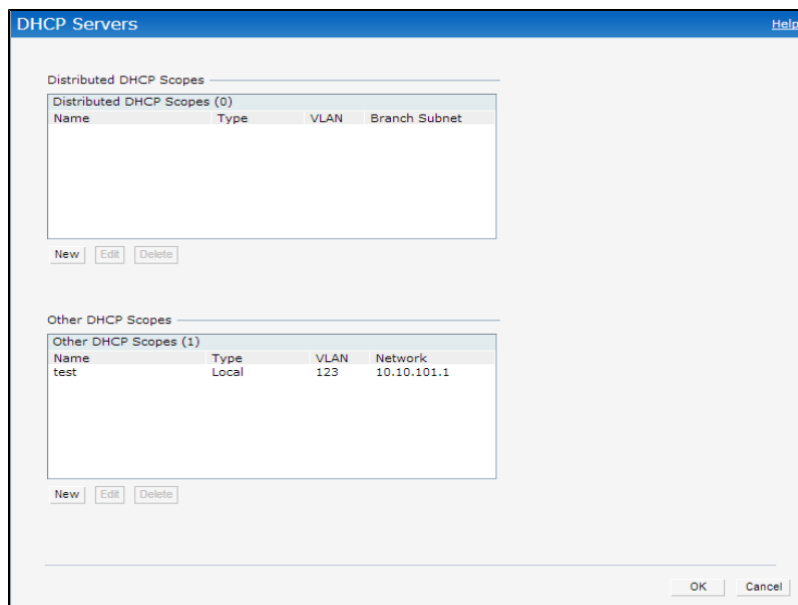 DHCP Servers Help
Distributed DHCP Scopes
Distributed DHCP Scopes (0)
Name Type VLAN Branch Subnet
New Edit Delete
Other DHCP Scopes
Other DHCP Scopes (1)
Name Type VLAN Network
test Local 123 10.10.101.1
New Edit Delete
OK Cancel